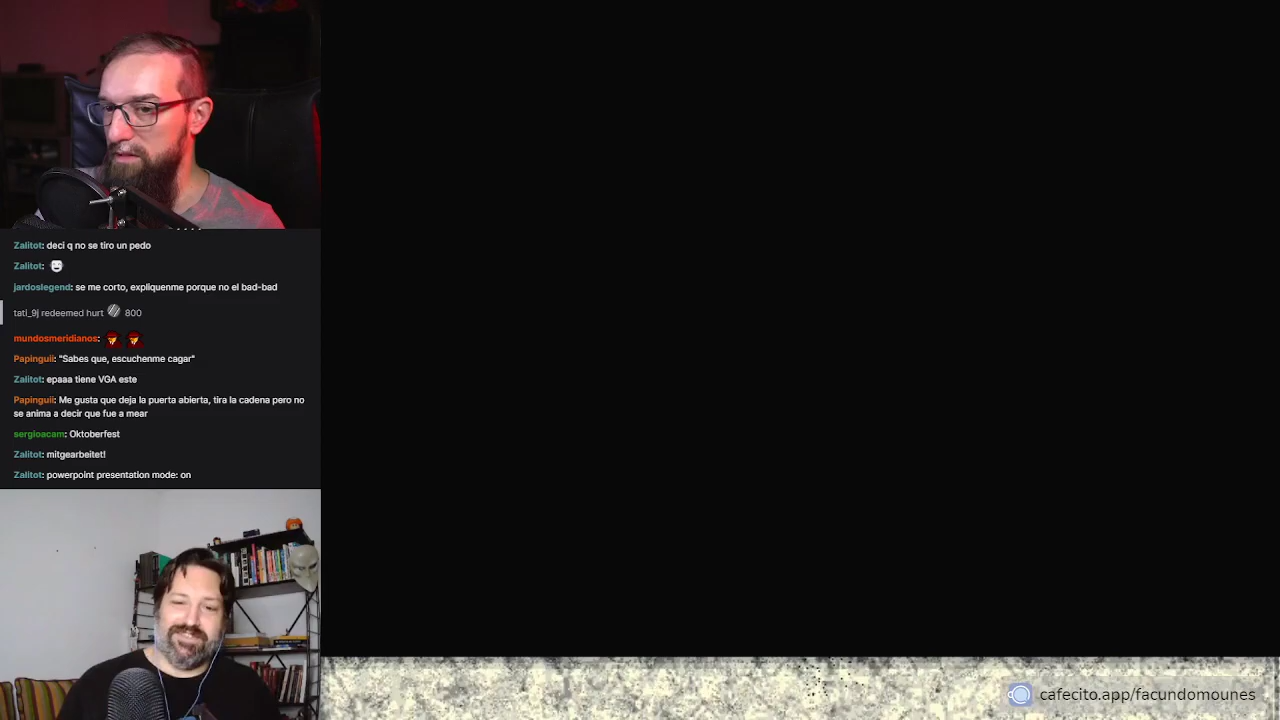 Zalitot: deci q no se tiro un pedo
Zalitot:
jardoslegend: se me corto, expliquenme porque no el bad-bad
tati_9j redeemed hurt 800
mundosmeridianos:
Papinguii: "Sabes que, escuchenme cagar"
Zalitot: epaaa tiene VGA este
Papinguii: Me gusta que deja la puerta abierta, tira la cadena pero no
se anima a decir que fue a mear
sergioacam: Oktoberfest
Zalitot: mitgearbeitet!
Zalitot: powerpoint presentation mode: on
cafecito.app/facundomounes